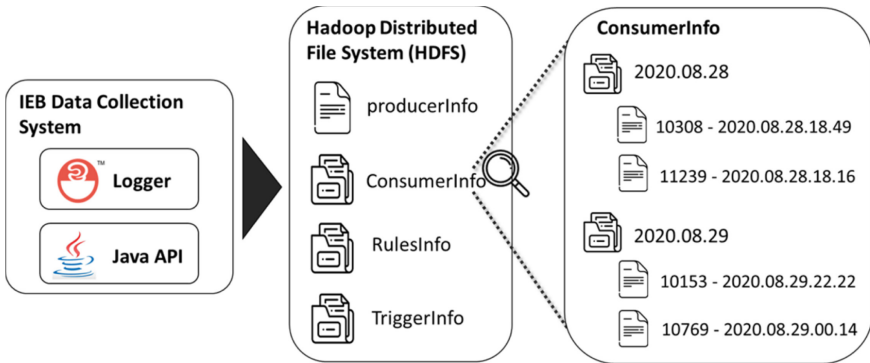 IEB Data Collection
System
Logger
TM
Java API
Hadoop Distributed
File System (HDFS)
producerInfo
ConsumerInfo
RulesInfo
TriggerInfo
ConsumerInfo
2020.08.28
10308 - 2020.08.28.18.49
11239 - 2020.08.28.18.16
2020.08.29
10153 - 2020.08.29.22.22
10769 - 2020.08.29.00.14